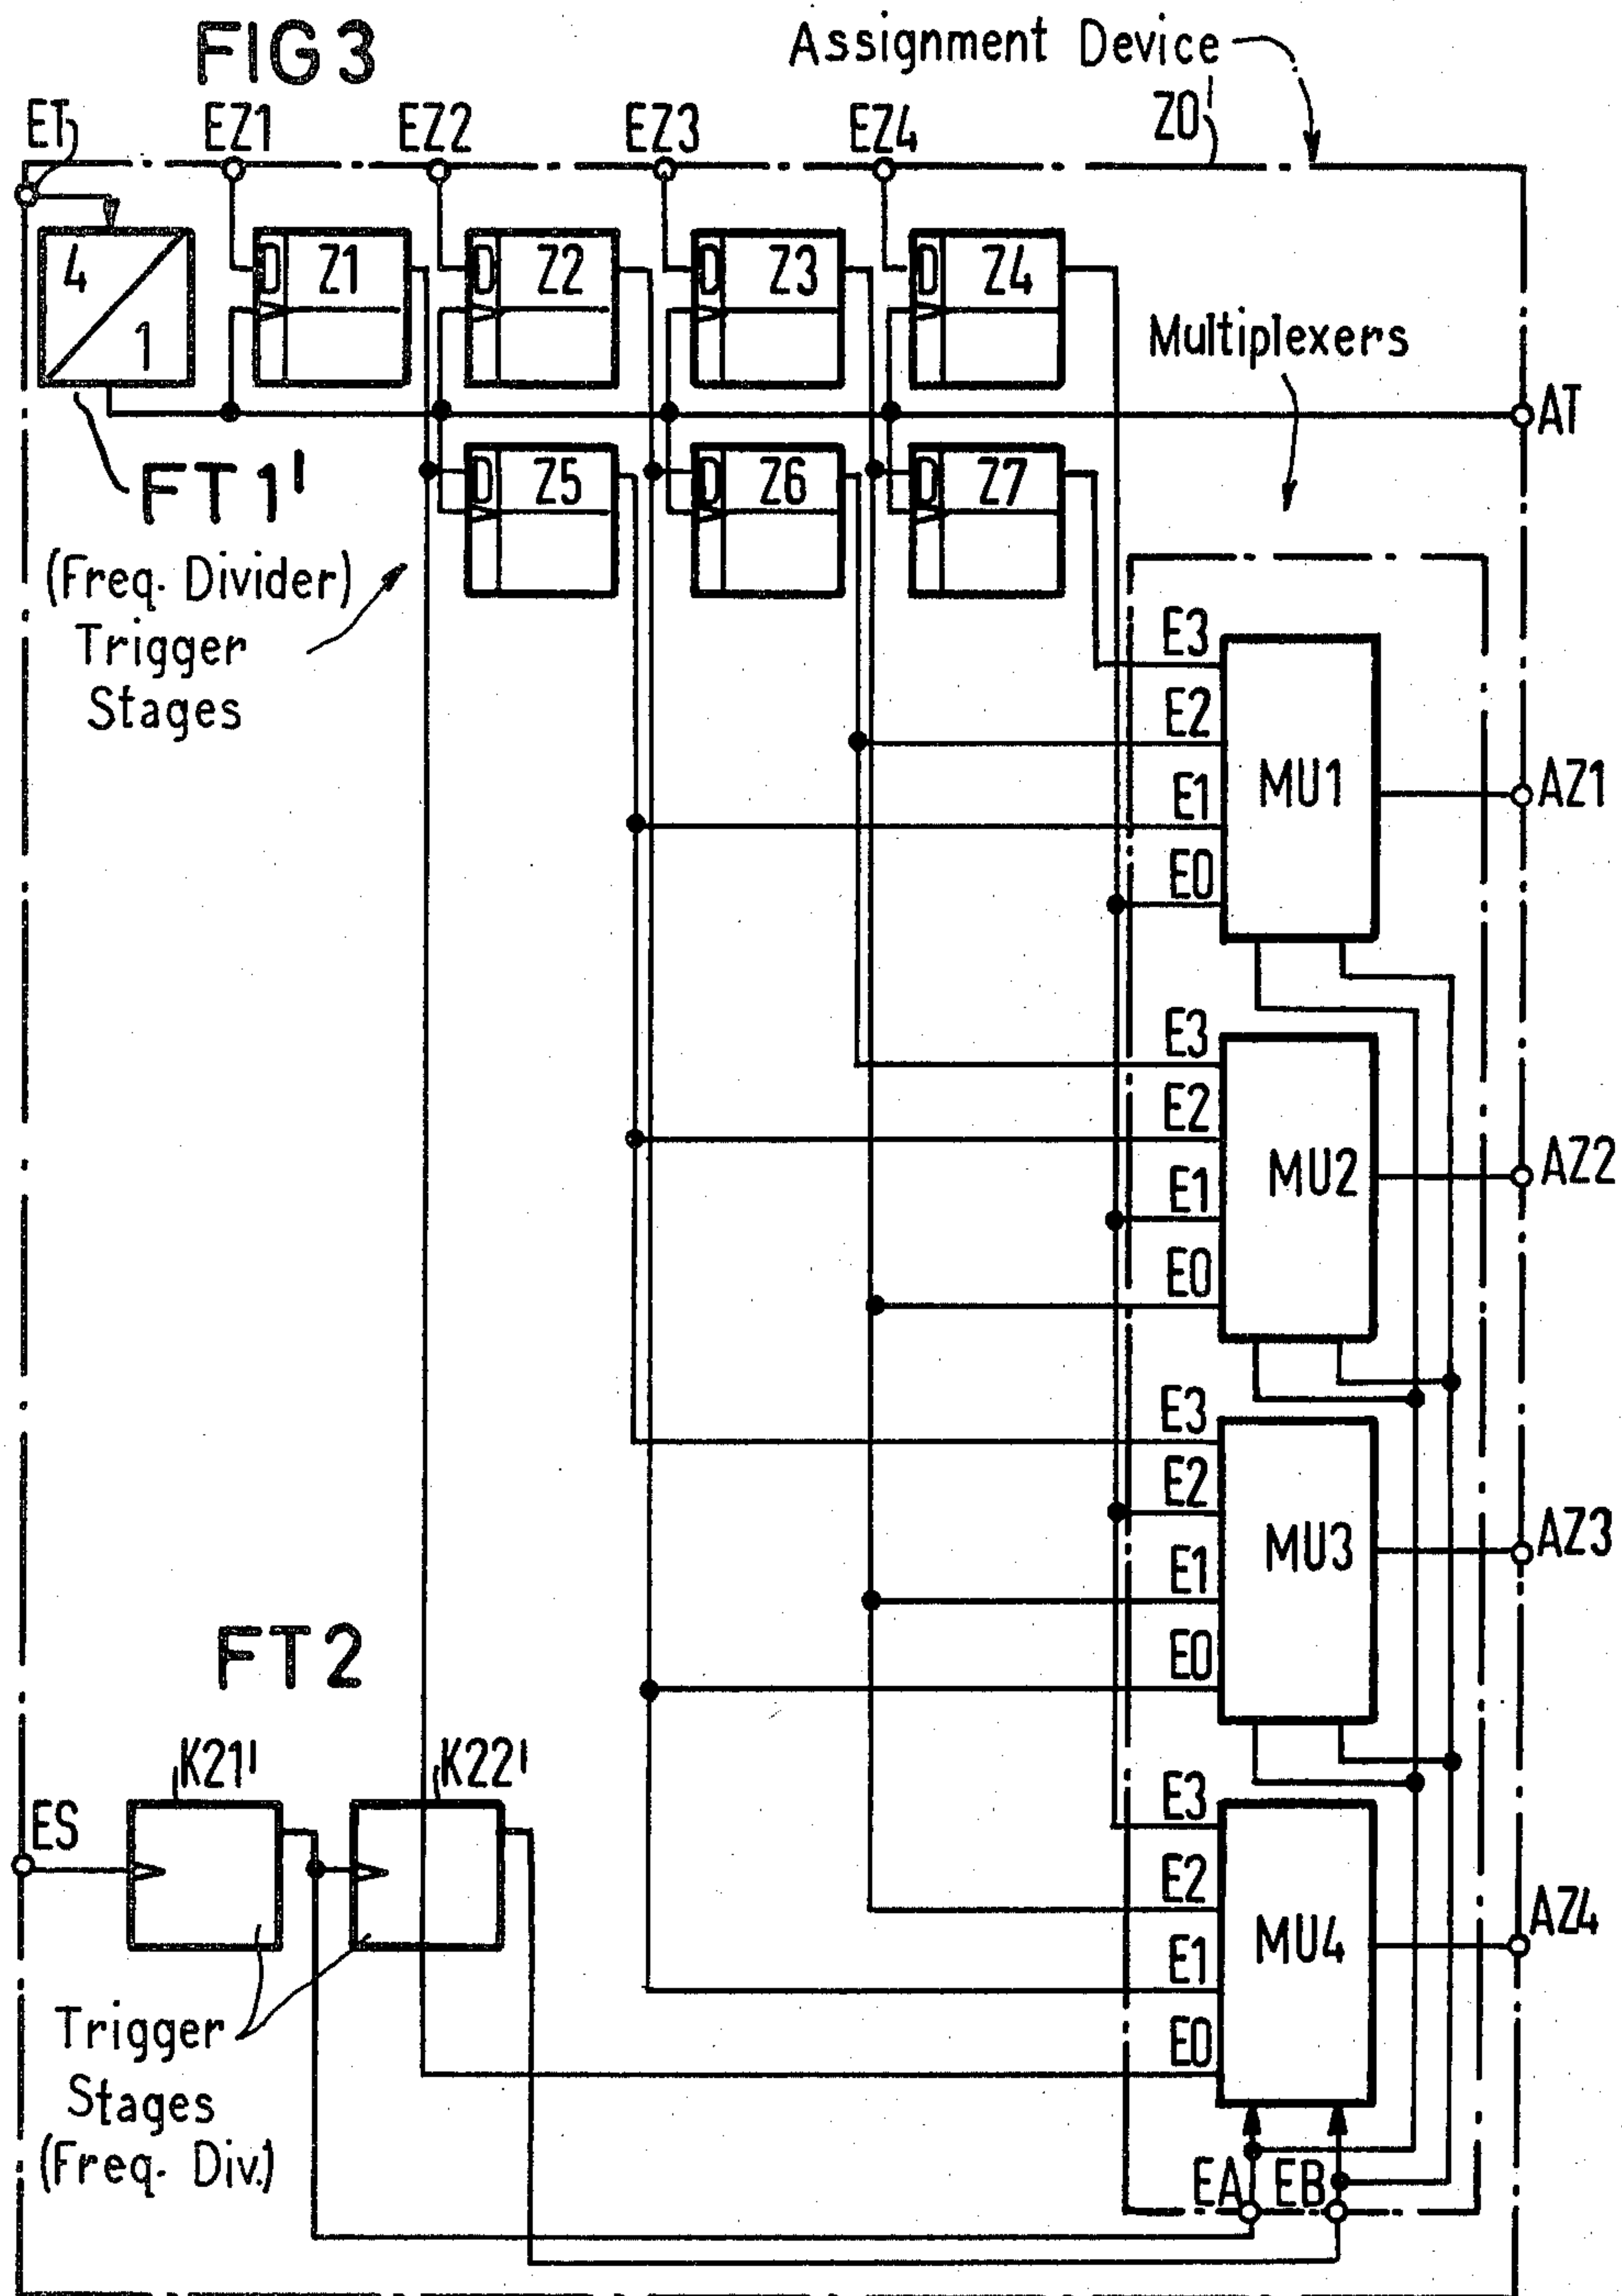 FIG 3
Assignment Device
ET
EZ1
EZ2
EZ3
EZ4
ZO'
4
1
D
Z1
D
Z2
D
Z3
D
Z4
Multiplexers
AT
FT1'
(Freq. Divider)
D
Z5
D
Z6
D
Z7
Trigger
Stages
E3
E2
E1
E0
MU1
AZ1
E3
E2
E1
E0
MU2
AZ2
E3
E2
E1
E0
MU3
AZ3
FT2
K21'
K22'
ES
E3
E2
E1
E0
MU4
AZ4
Trigger
Stages
(Freq. Div.)
EA
EB